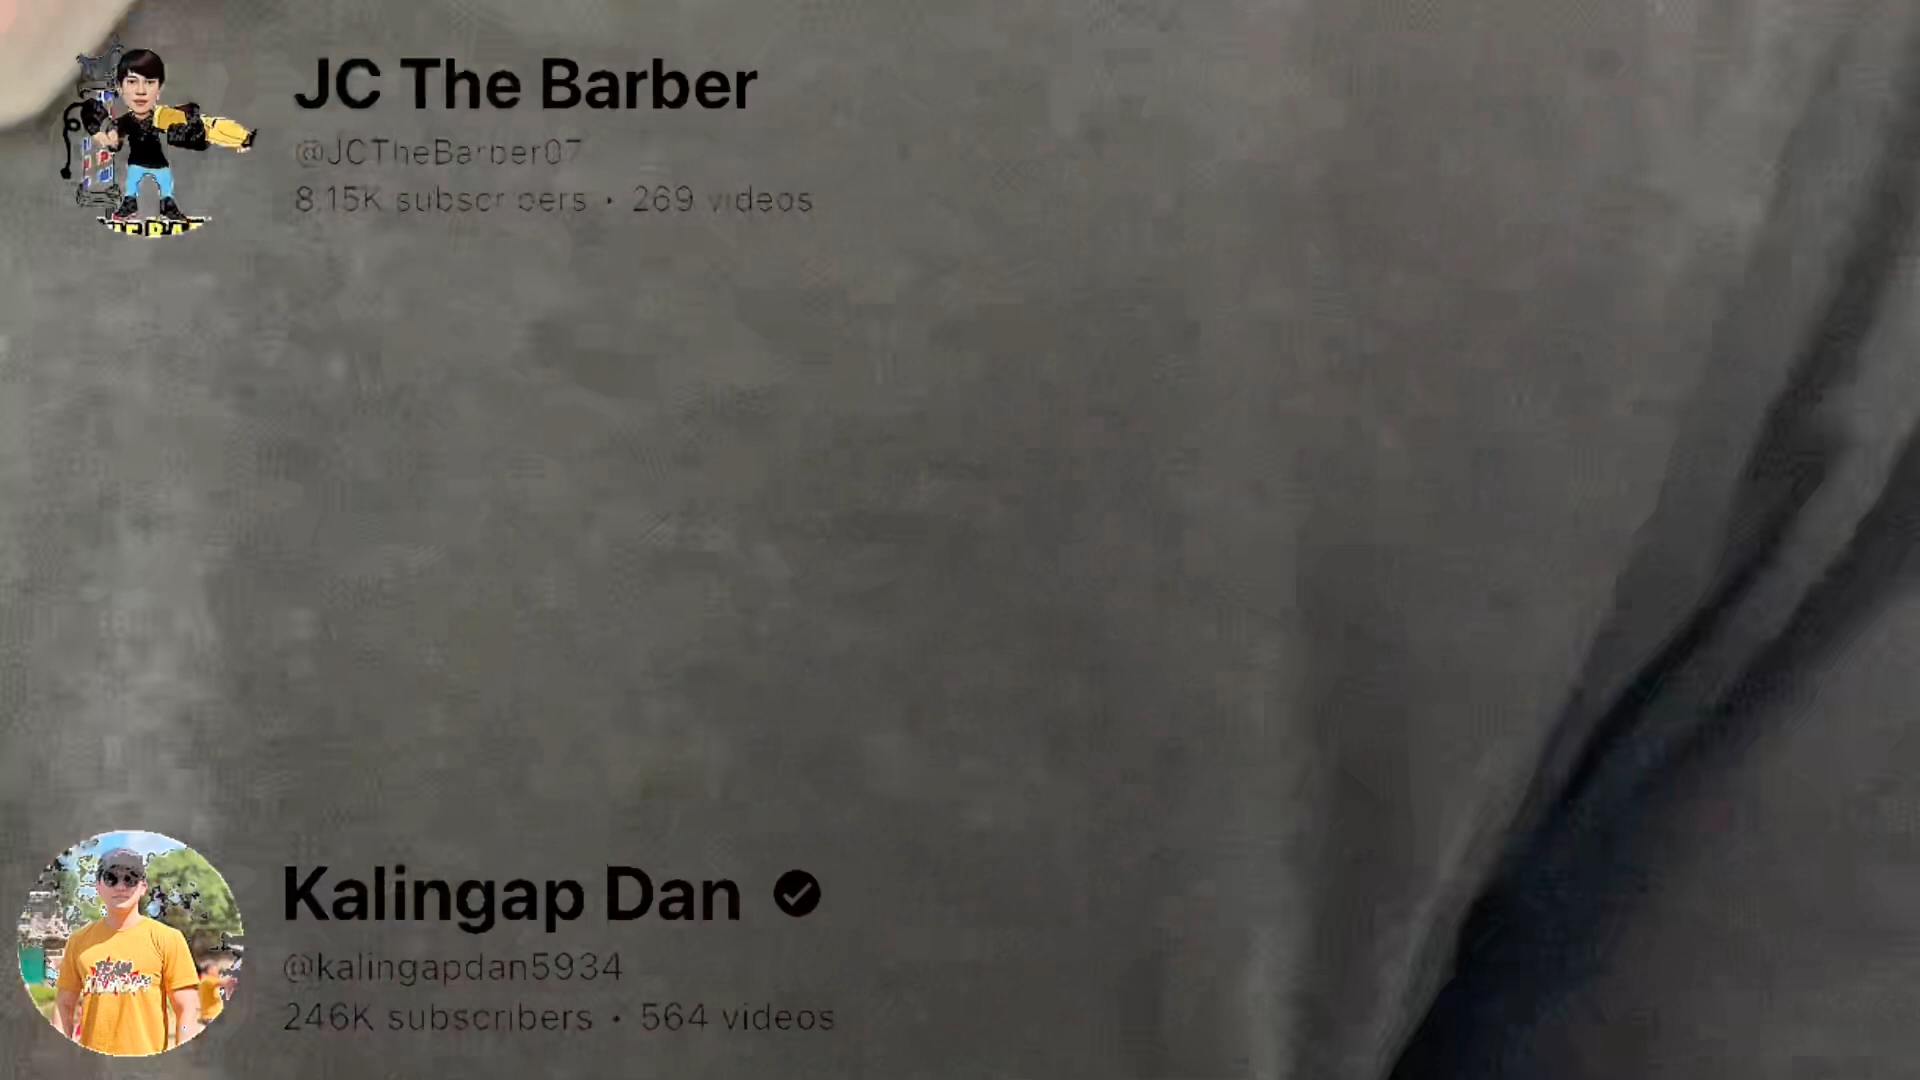 JC The Barber
@JCTheBarber07
8.15K subscribers • 269 videos
Kalingap Dan
@kalingapdan5934
246K subscribers • 564 videos